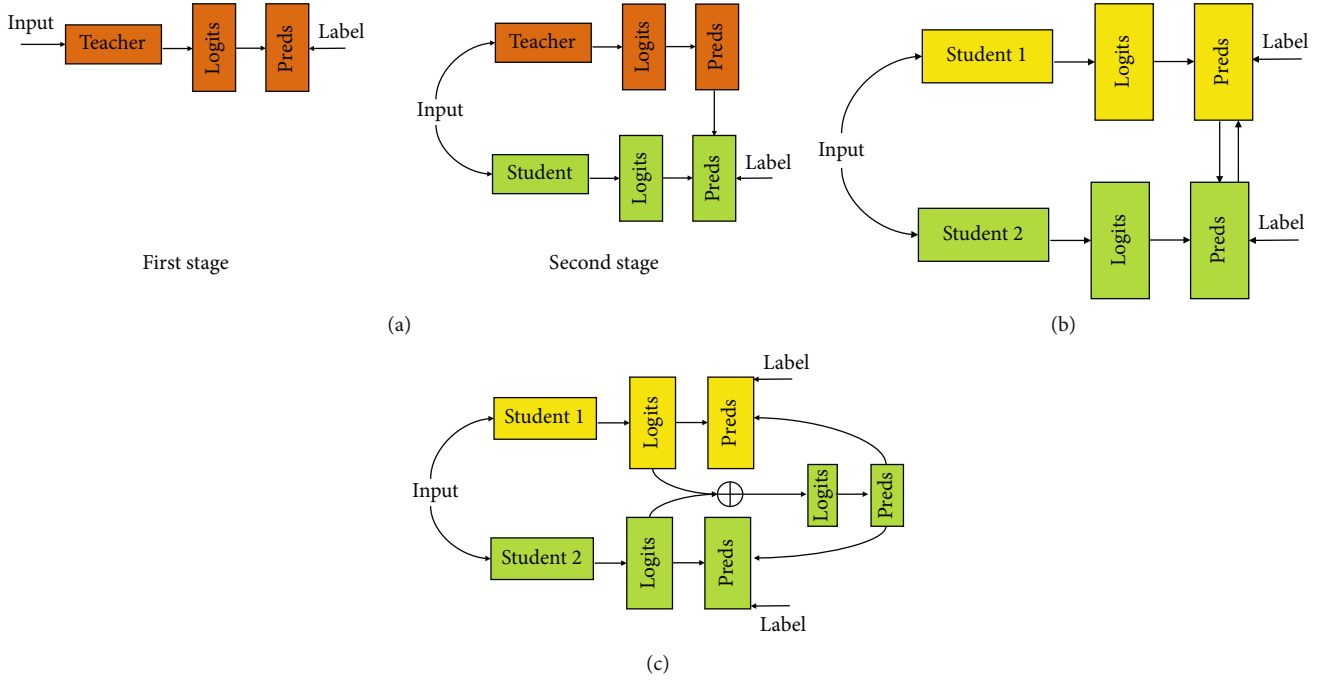 Input
Teacher
Logits
Preds
Label
First stage
Teacher
Logits
Preds
Input
Student
Logits
Preds
Label
Second stage
(a)
Student 1
Logits
Preds
Label
Input
Student 2
Logits
Preds
Label
(b)
Label
Student 1
Logits
Preds
Input
Logits
Preds
Student 2
Logits
Preds
Label
(c)